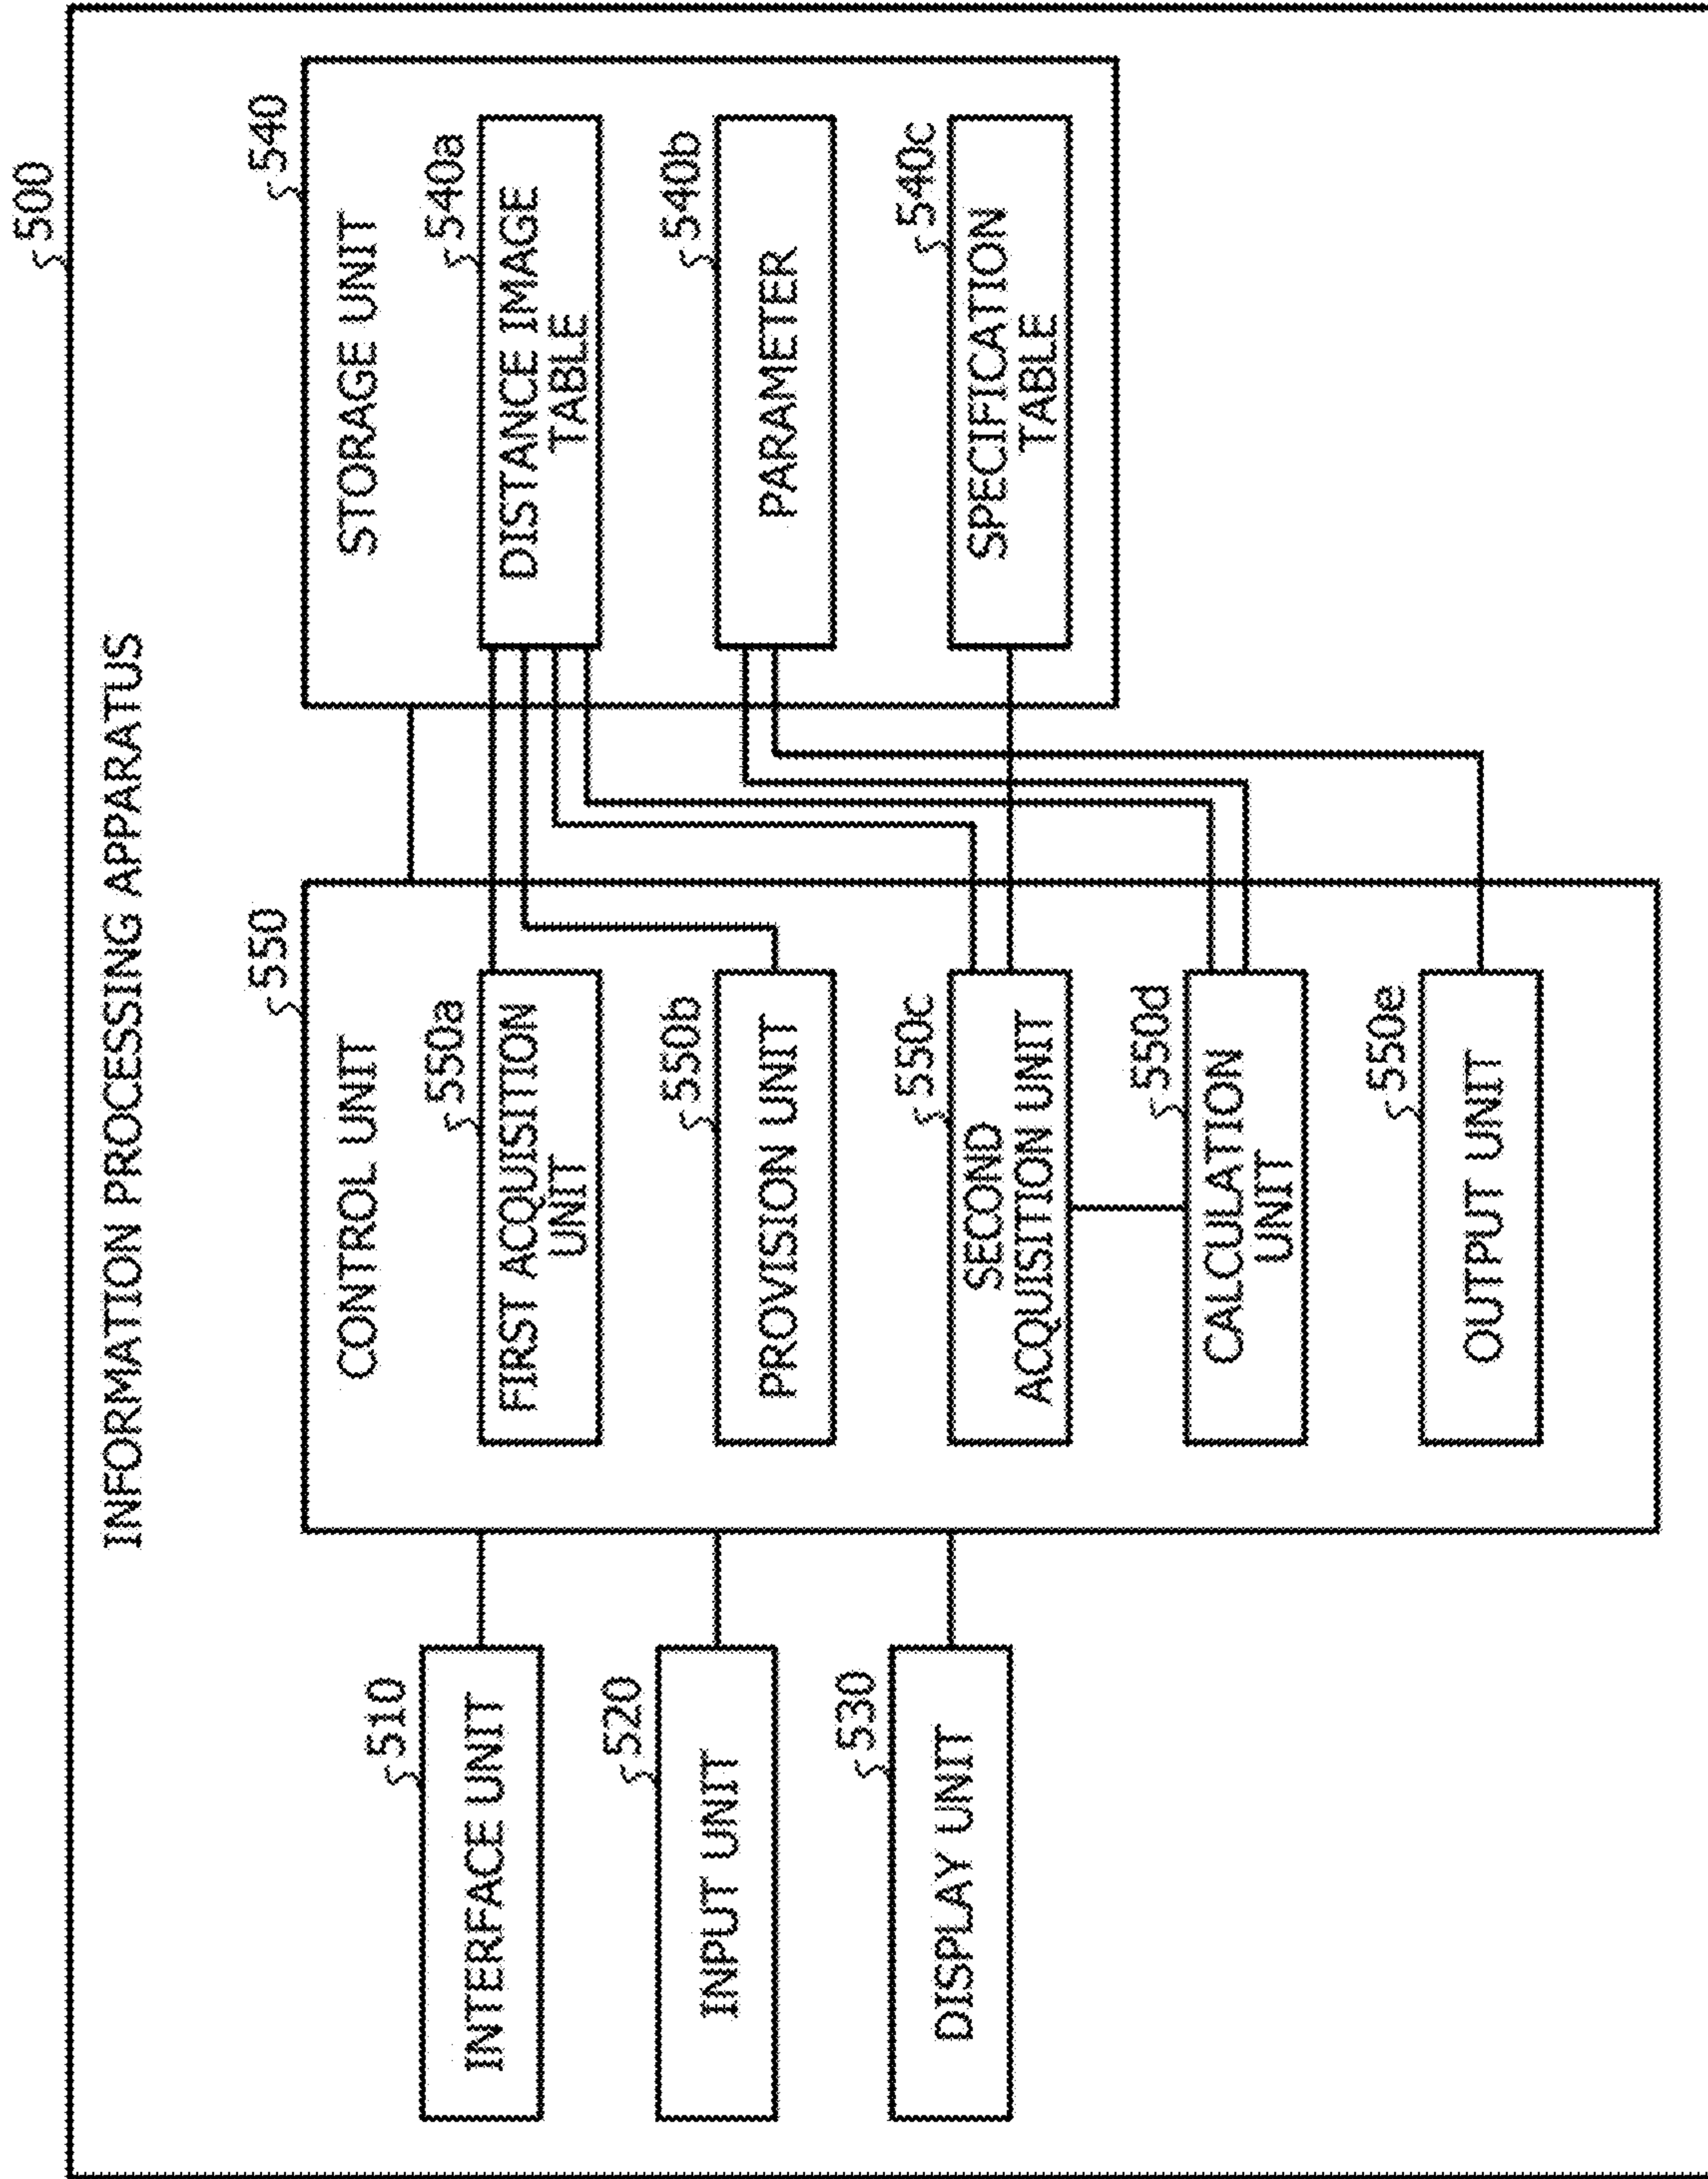 500
INFORMATION PROCESSING APPARATUS
510
INTERFACE UNIT
520
INPUT UNIT
530
DISPLAY UNIT
550
CONTROL UNIT
550a
FIRST ACQUISITION
UNIT
550b
PROVISION UNIT
550c
SECOND
ACQUISITION UNIT
550d
CALCULATION
UNIT
550e
OUTPUT UNIT
540
STORAGE UNIT
540a
DISTANCE IMAGE
TABLE
540b
PARAMETER
540c
SPECIFICATION
TABLE